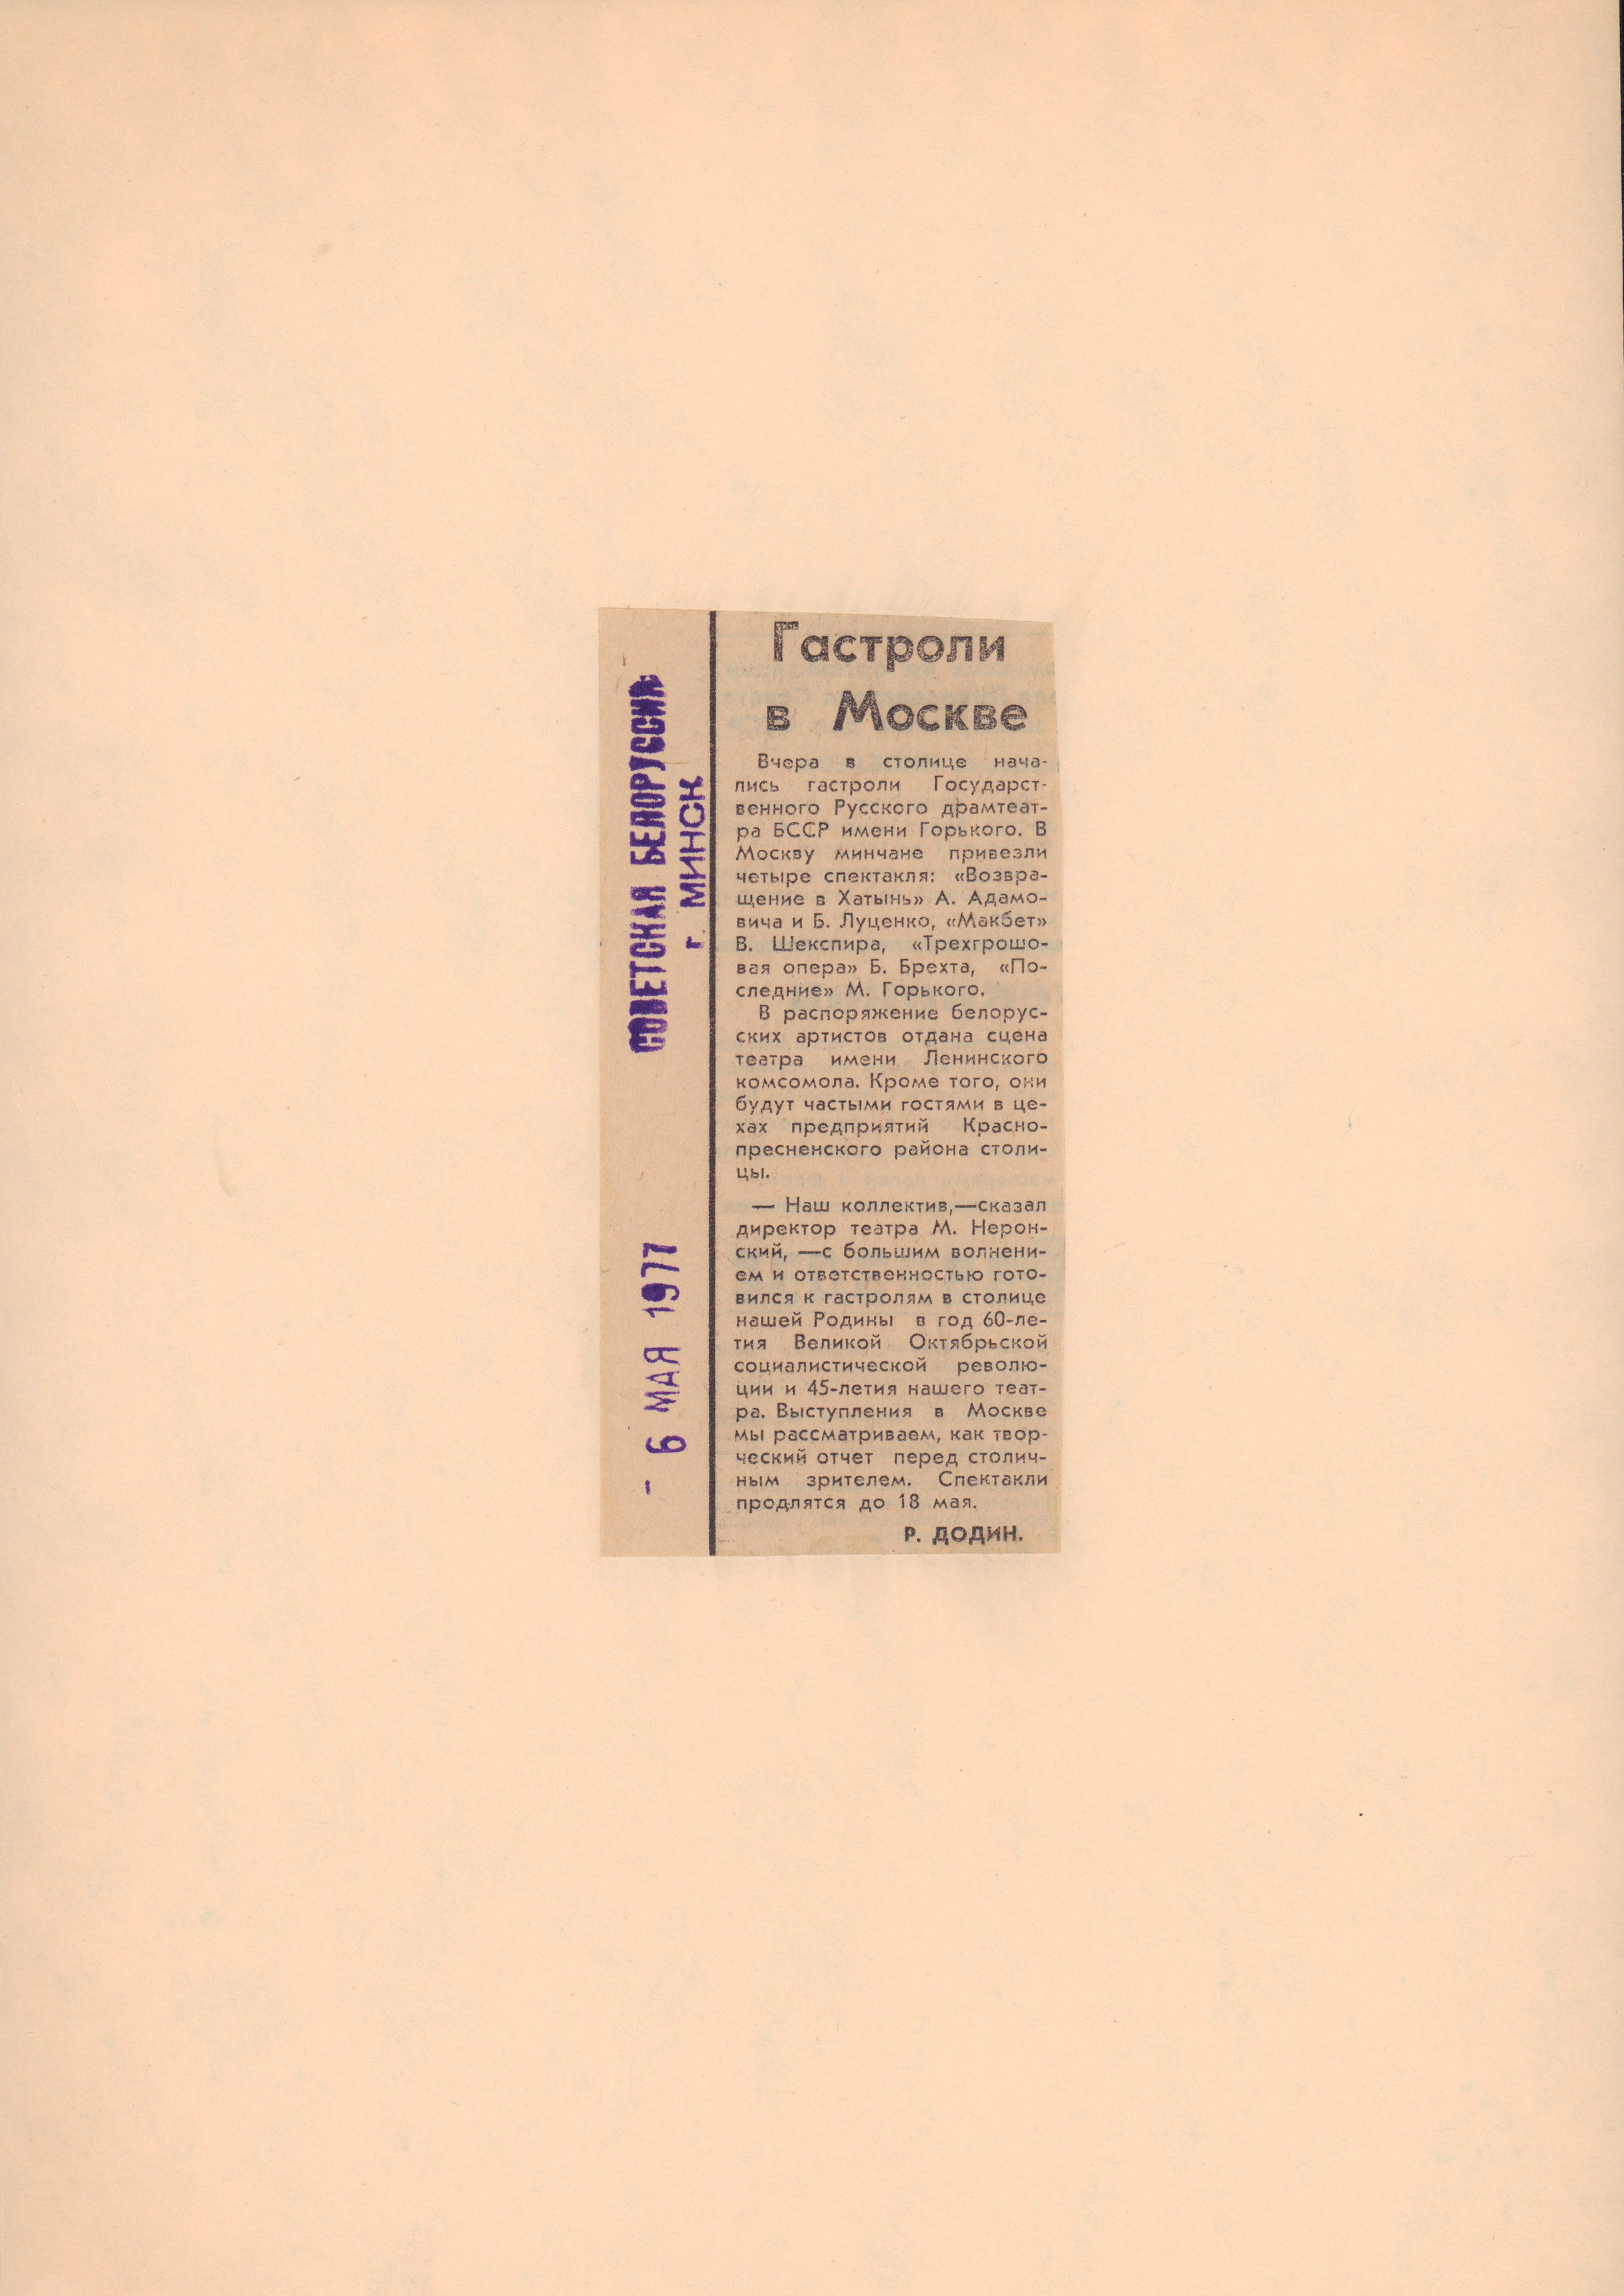 СОВЕТСКАЯ БЕЛОРУССИЯ
г. МИНСК
- 6 МАЯ 1977
Гастроли
в Москве
Вчера в столице нача-
лись гастроли Государст-
венного Русского драмтеат-
ра БССР имени Горького. В
Москву минчане привезли
четыре спектакля: «Возвра-
щение в Хатынь» А. Адамо-
вича и Б. Луценко, «Макбет»
В. Шекспира, «Трехгрошо-
вая опера» Б. Брехта, «По-
следние» М. Горького.
В распоряжение белорус-
ских артистов отдана сцена
театра имени Ленинского
комсомола. Кроме того, они
будут частыми гостями в це-
хах предприятий Красно-
пресненского района столи-
цы.
— Наш коллектив,—сказал
директор театра М. Нерон-
ский, —с большим волнени-
ем и ответственностью гото-
вился к гастролям в столице
нашей Родины в год 60-ле-
тия Великой Октябрьской
социалистической револю-
ции и 45-летия нашего теат-
ра. Выступления в Москве
мы рассматриваем, как твор-
ческий отчет перед столич-
ным зрителем. Спектакли
продлятся до 18 мая.
Р. ДОДИН.